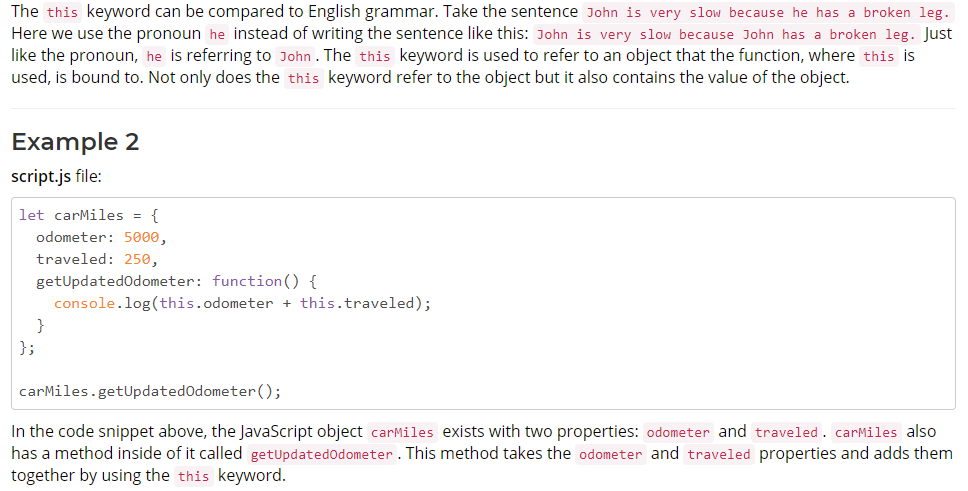 The this keyword can be compared to English grammar. Take the sentence John is very slow because he has a broken leg.
Here we use the pronoun he instead of writing the sentence like this: John is very slow because John has a broken leg. Just
like the pronoun, he is referring to John. The this keyword is used to refer to an object that the function, where this is
used, is bound to. Not only does the this keyword refer to the object but it also contains the value of the object.
Example 2
script.js file:
let carMiles = {
  odometer: 5000,
  traveled: 250,
  getUpdatedOdometer: function() {
    console.log(this.odometer + this.traveled);
  }
};

carMiles.getUpdatedOdometer();
In the code snippet above, the JavaScript object carMiles exists with two properties: odometer and traveled. carMiles also
has a method inside of it called getUpdatedOdometer. This method takes the odometer and traveled properties and adds them
together by using the this keyword.